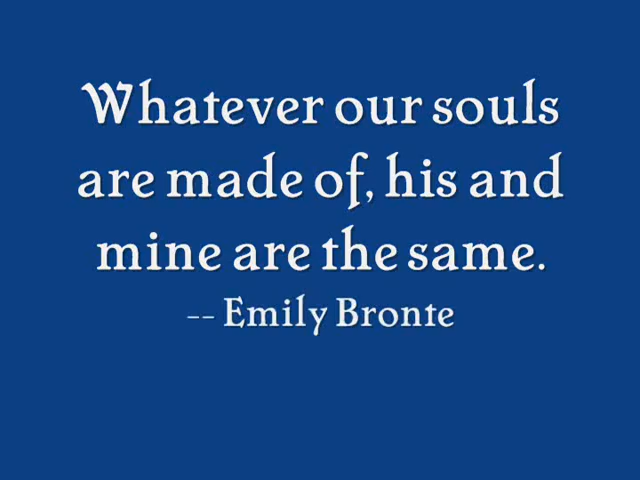 Whatever our souls
are made of, his and
mine are the same.
-- Emily Bronte